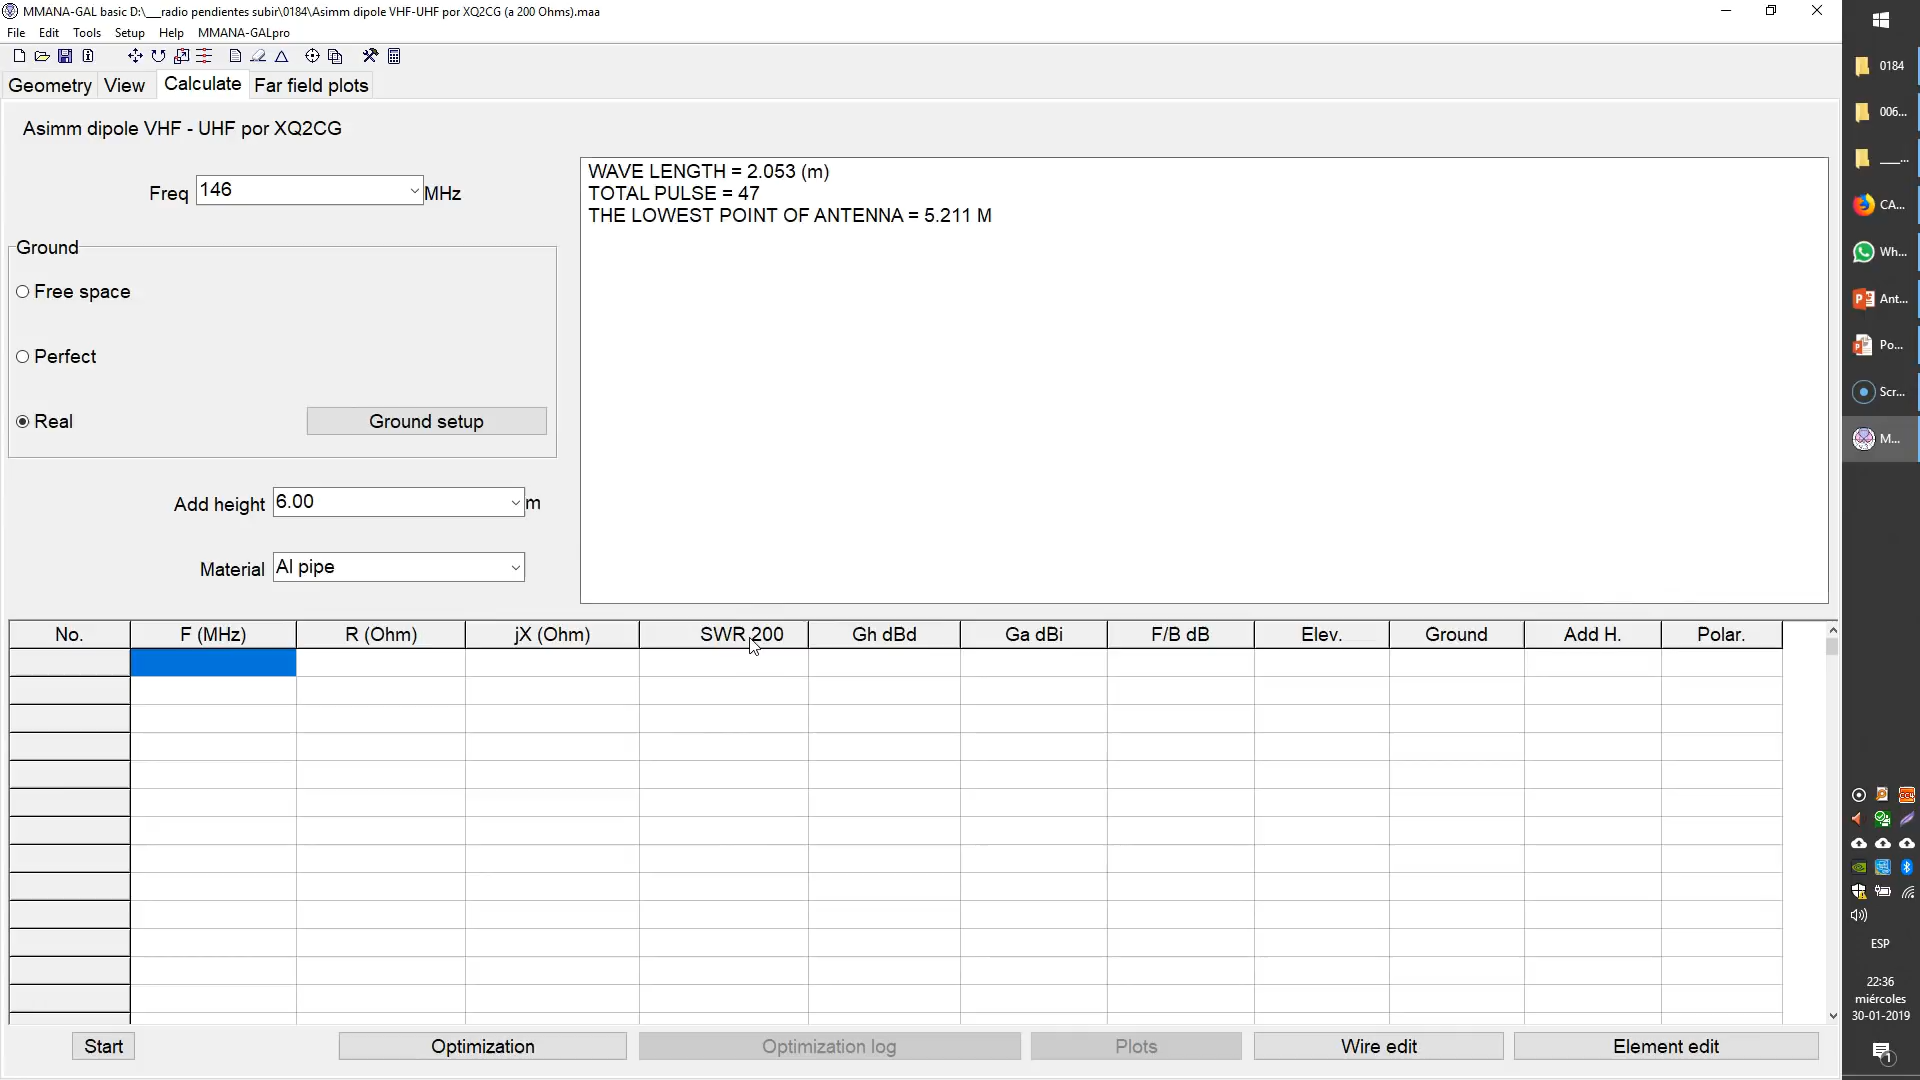 MMANA-GAL basic D:\___radio pendientes subir\0184\Asimm dipole VHF-UHF por XQ2CG (a 200 Ohms).maa
File Edit Tools Setup Help MMANA-GALpro
Geometry View Calculate Far field plots
Asimm dipole VHF - UHF por XQ2CG
Freq 146 MHz
Ground
Free space
Perfect
Real Ground setup
Add height 6.00 m
Material Al pipe
WAVE LENGTH = 2.053 (m)
TOTAL PULSE = 47
THE LOWEST POINT OF ANTENNA = 5.211 M
No. F (MHz) R (Ohm) jX (Ohm) SWR 200 Gh dBd Ga dBi F/B dB Elev. Ground Add H. Polar.
Start Optimization Optimization log Plots Wire edit Element edit
0184
006...
___...
CA...
Wh...
Ant...
Po...
Scr...
M...
ESP
22:36
miércoles
30-01-2019
1